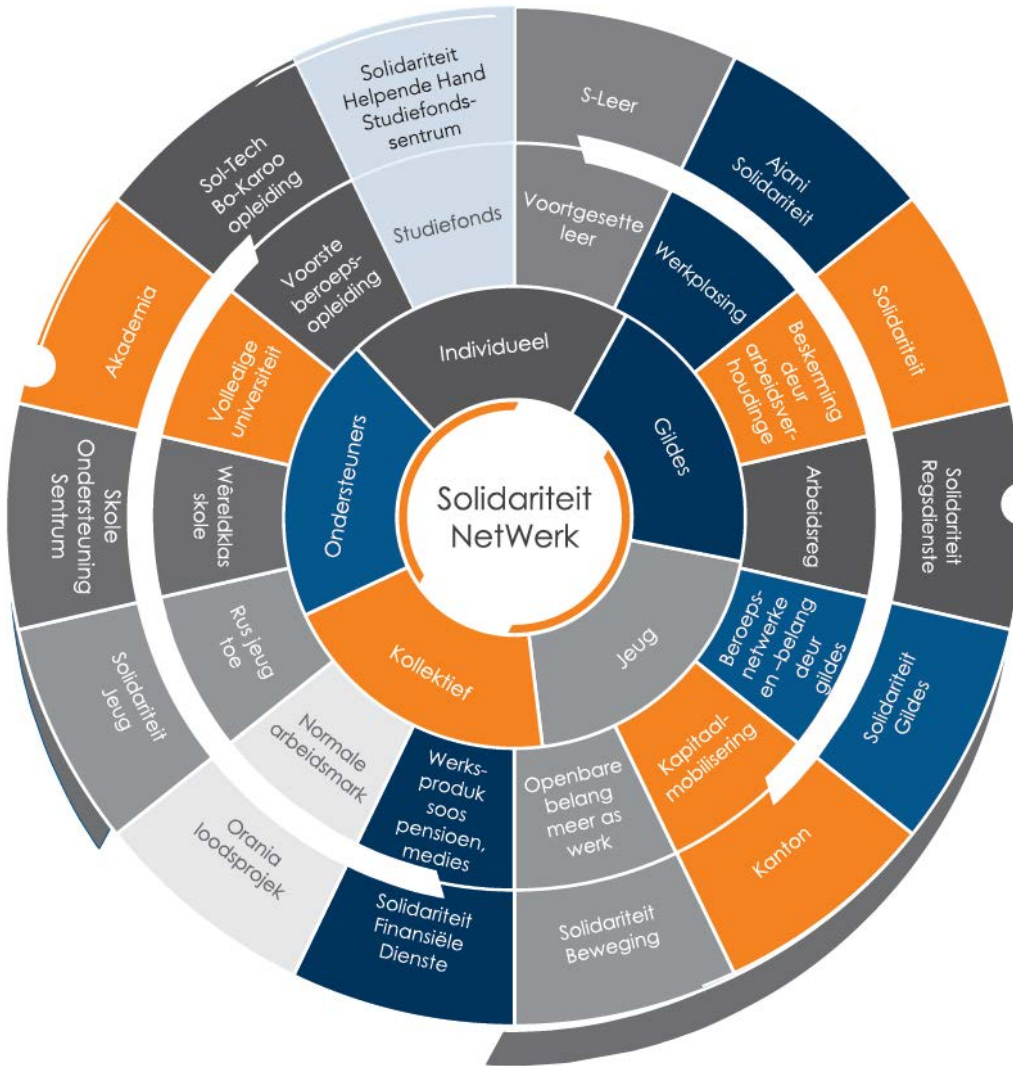 Solidariteit
NetWerk
Individueel
Gildes
Jeug
Kollektief
Ondersteuners
Studiefonds
Voortgesette
leer
Werkplasing
Beskerming
deur
arbeidsver-
houdinge
Arbeidsreg
Beroeps-
netwerke
en –belang
deur
gildes
Kapitaal-
mobilisering
Openbare
belang
meer as
werk
Werks-
produk
soos
pensioen,
medies
Normale
arbeidsmark
Rus jeug
toe
Wêreldklas
skole
Volledige
universiteit
Voorste
beroeps-
opleiding
Solidariteit
Helpende Hand
Studiefonds-
sentrum
S-Leer
Ajani
Solidariteit
Solidariteit
Solidariteit
Regsdienste
Solidariteit
Gildes
Kanton
Solidariteit
Beweging
Solidariteit
Finansiële
Dienste
Orania
loodsprojek
Solidariteit
Jeug
Skole
Ondersteuning
Sentrum
Akademia
Sol-Tech
Bo-Karoo
opleiding